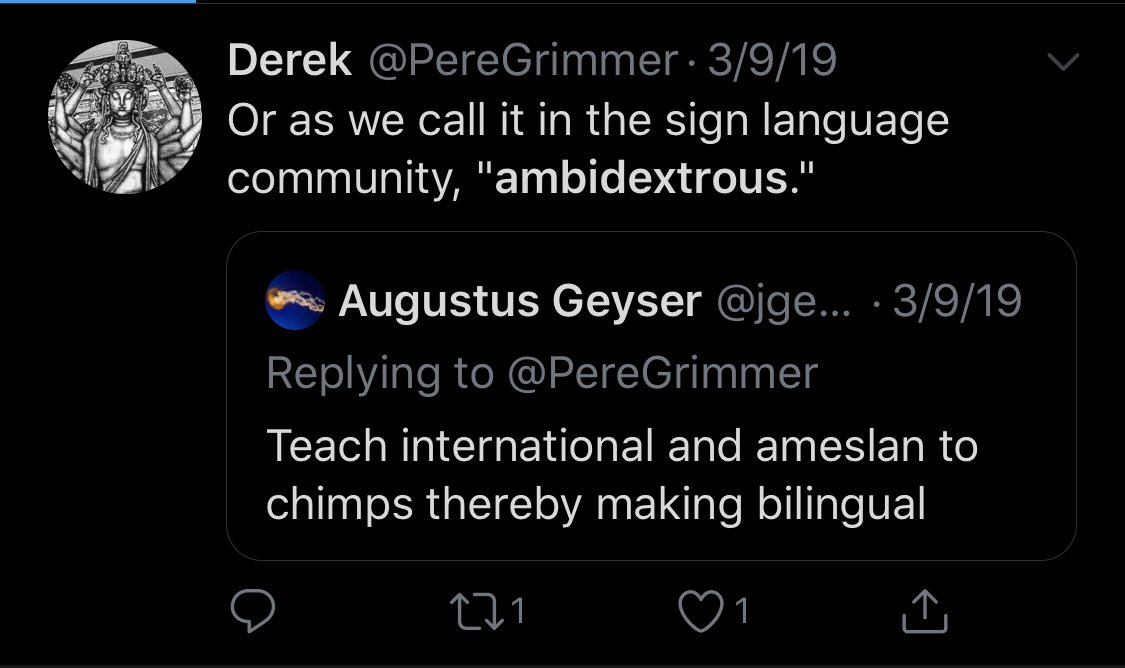 Derek @PereGrimmer · 3/9/19
Or as we call it in the sign language
community, "ambidextrous."
Augustus Geyser @jge... · 3/9/19
Replying to @PereGrimmer
Teach international and ameslan to
chimps thereby making bilingual
1 1